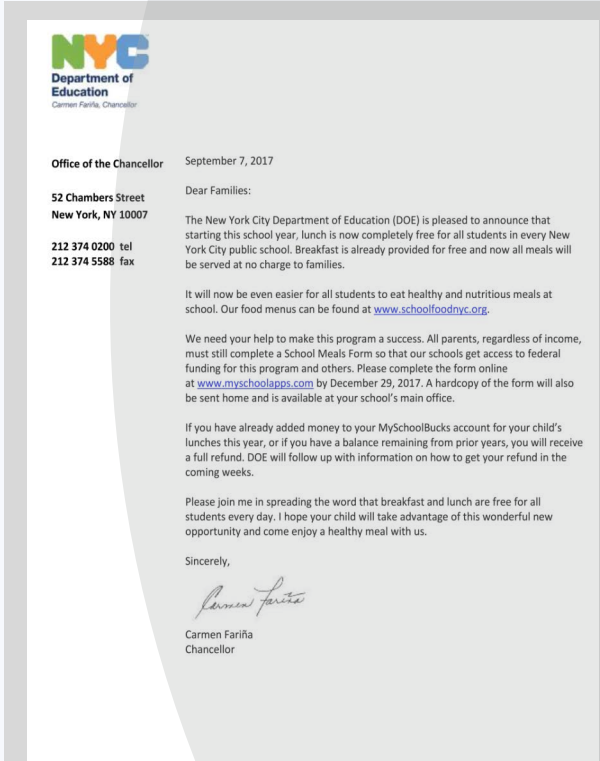 NYC
Department of
Education
Carmen Fariña, Chancellor
Office of the Chancellor
52 Chambers Street
New York, NY 10007
212 374 0200 tel
212 374 5588 fax
September 7, 2017
Dear Families:
The New York City Department of Education (DOE) is pleased to announce that
starting this school year, lunch is now completely free for all students in every New
York City public school. Breakfast is already provided for free and now all meals will
be served at no charge to families.
It will now be even easier for all students to eat healthy and nutritious meals at
school. Our food menus can be found at www.schoolfoodnyc.org.
We need your help to make this program a success. All parents, regardless of income,
must still complete a School Meals Form so that our schools get access to federal
funding for this program and others. Please complete the form online
at www.myschoolapps.com by December 29, 2017. A hardcopy of the form will also
be sent home and is available at your school's main office.
If you have already added money to your MySchoolBucks account for your child's
lunches this year, or if you have a balance remaining from prior years, you will receive
a full refund. DOE will follow up with information on how to get your refund in the
coming weeks.
Please join me in spreading the word that breakfast and lunch are free for all
students every day. I hope your child will take advantage of this wonderful new
opportunity and come enjoy a healthy meal with us.
Sincerely,
Carmen Fariña
Carmen Fariña
Chancellor